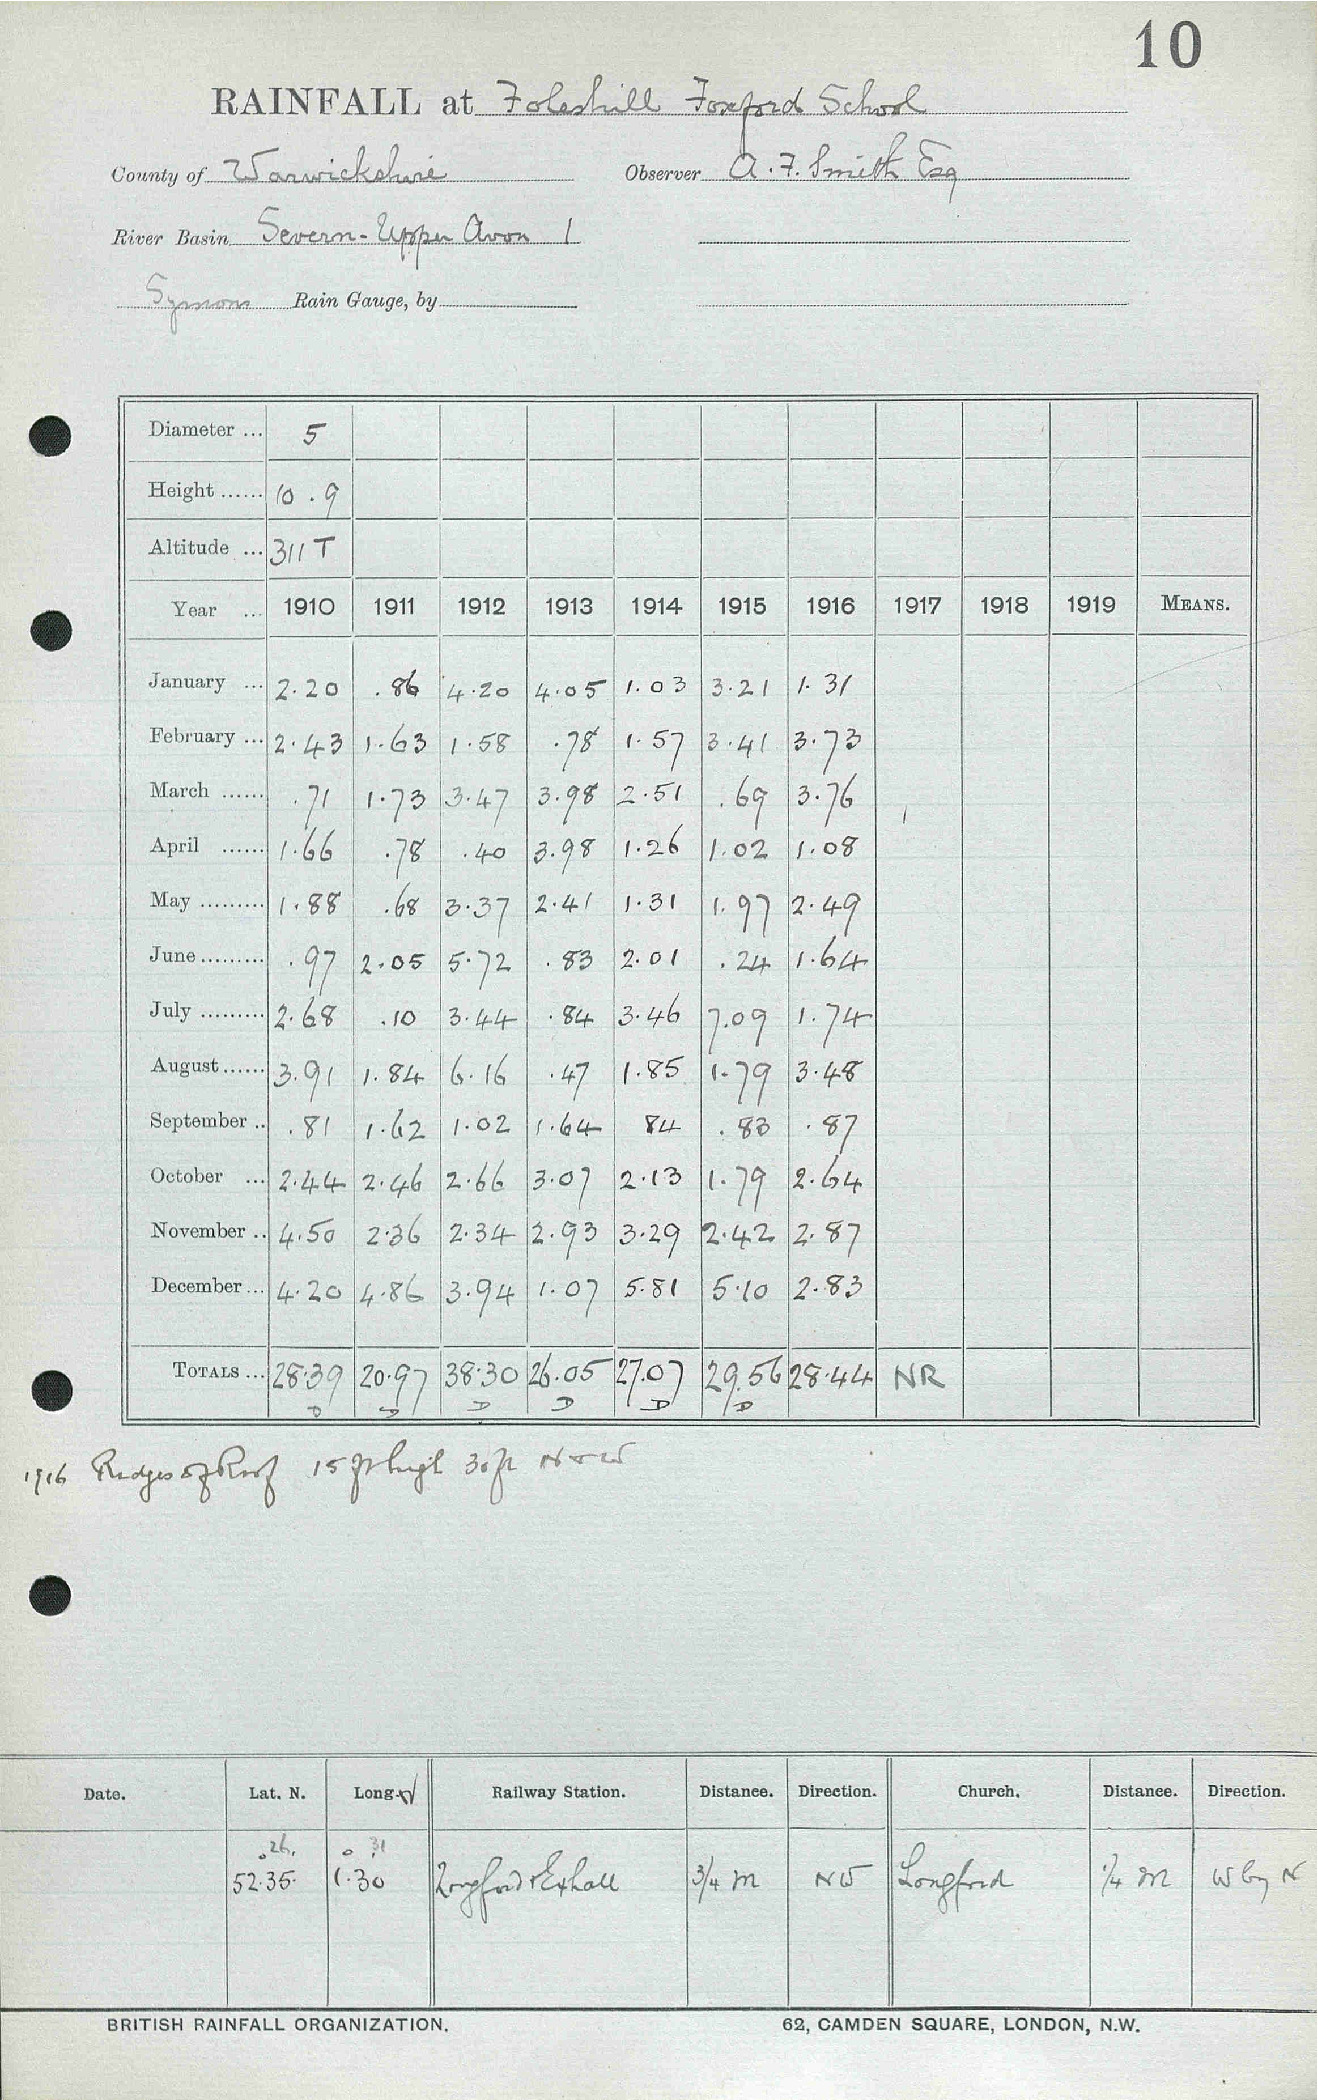 10
RAINFALL at Foleshill Foxford School
County of Warwickshire Observer A. F. Smith Esq
River Basin Severn - Upper Avon 1
Symons Rain Gauge, by
Diameter ... 5
Height ...... 10 . 9
Altitude ... 311 T
Year ... 1910 1911 1912 1913 1914 1915 1916 1917 1918 1919 MEANS.
January ... 2.20 .86 4.20 4.05 1.03 3.21 1.31
February ... 2.43 1.63 1.58 .78 1.57 3.41 3.73
March ...... .71 1.73 3.47 3.98 2.51 .69 3.76
April ...... 1.66 .78 .40 3.98 1.26 1.02 1.08
May ......... 1.88 .68 3.37 2.41 1.31 1.97 2.49
June ......... .97 2.05 5.72 .83 2.01 .24 1.64
July ......... 2.68 .10 3.44 .84 3.46 7.09 1.74
August ...... 3.91 1.84 6.16 .47 1.85 1.79 3.48
September .. .81 1.62 1.02 1.64 84 .83 .87
October ... 2.44 2.46 2.66 3.07 2.13 1.79 2.64
November .. 4.50 2.36 2.34 2.93 3.29 2.42 2.87
December ... 4.20 4.86 3.94 1.07 5.81 5.10 2.83
TOTALS ... 28.39 20.97 38.30 26.05 27.07 29.56 28.44 NR
D D D D D D
1916 Ridges of Roof 15 ft high 30 ft N & W
Date. Lat. N. Long. W Railway Station. Distance. Direction. Church. Distance. Direction.
26. 31
52.35 1.30 Longford & Exhall 3/4 m NW Longford 1/4 m W by N
BRITISH RAINFALL ORGANIZATION. 62, CAMDEN SQUARE, LONDON, N.W.